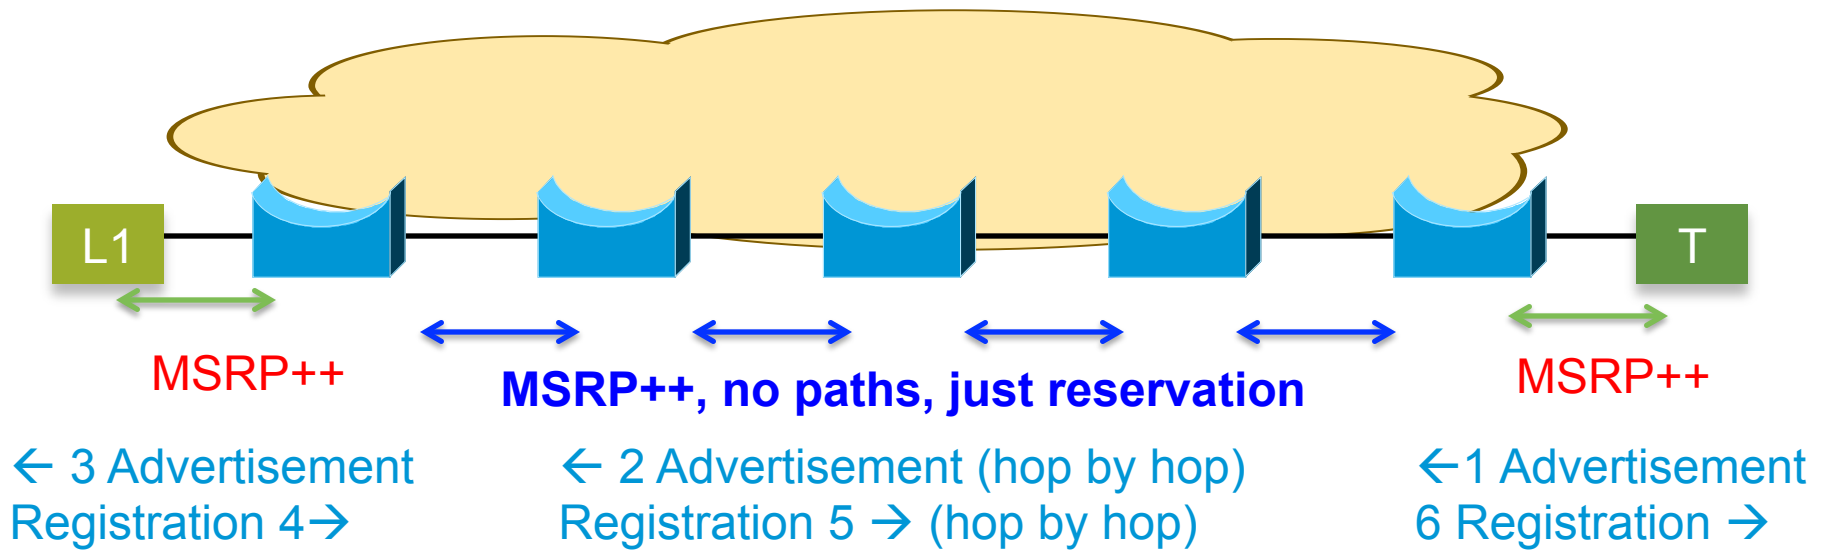 L1
T
MSRP++
MSRP++, no paths, just reservation
MSRP++
← 3 Advertisement
Registration 4→
← 2 Advertisement (hop by hop)
Registration 5 → (hop by hop)
←1 Advertisement
6 Registration →